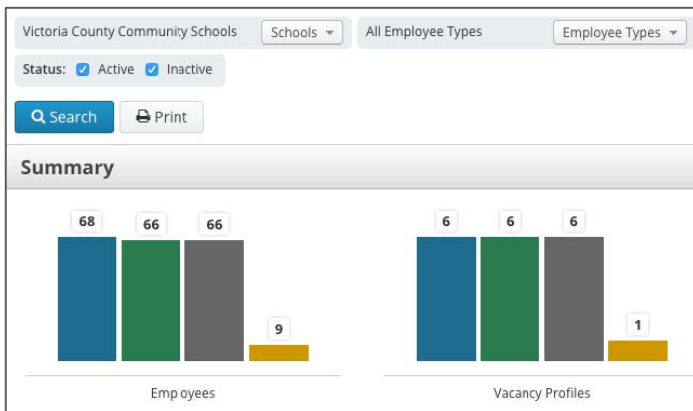 Victoria County Community Schools Schools All Employee Types Employee Types
Status: Active Inactive
Search Print
Summary
68 66 66 9 6 6 6 1
Emp oyees Vacancy Profiles